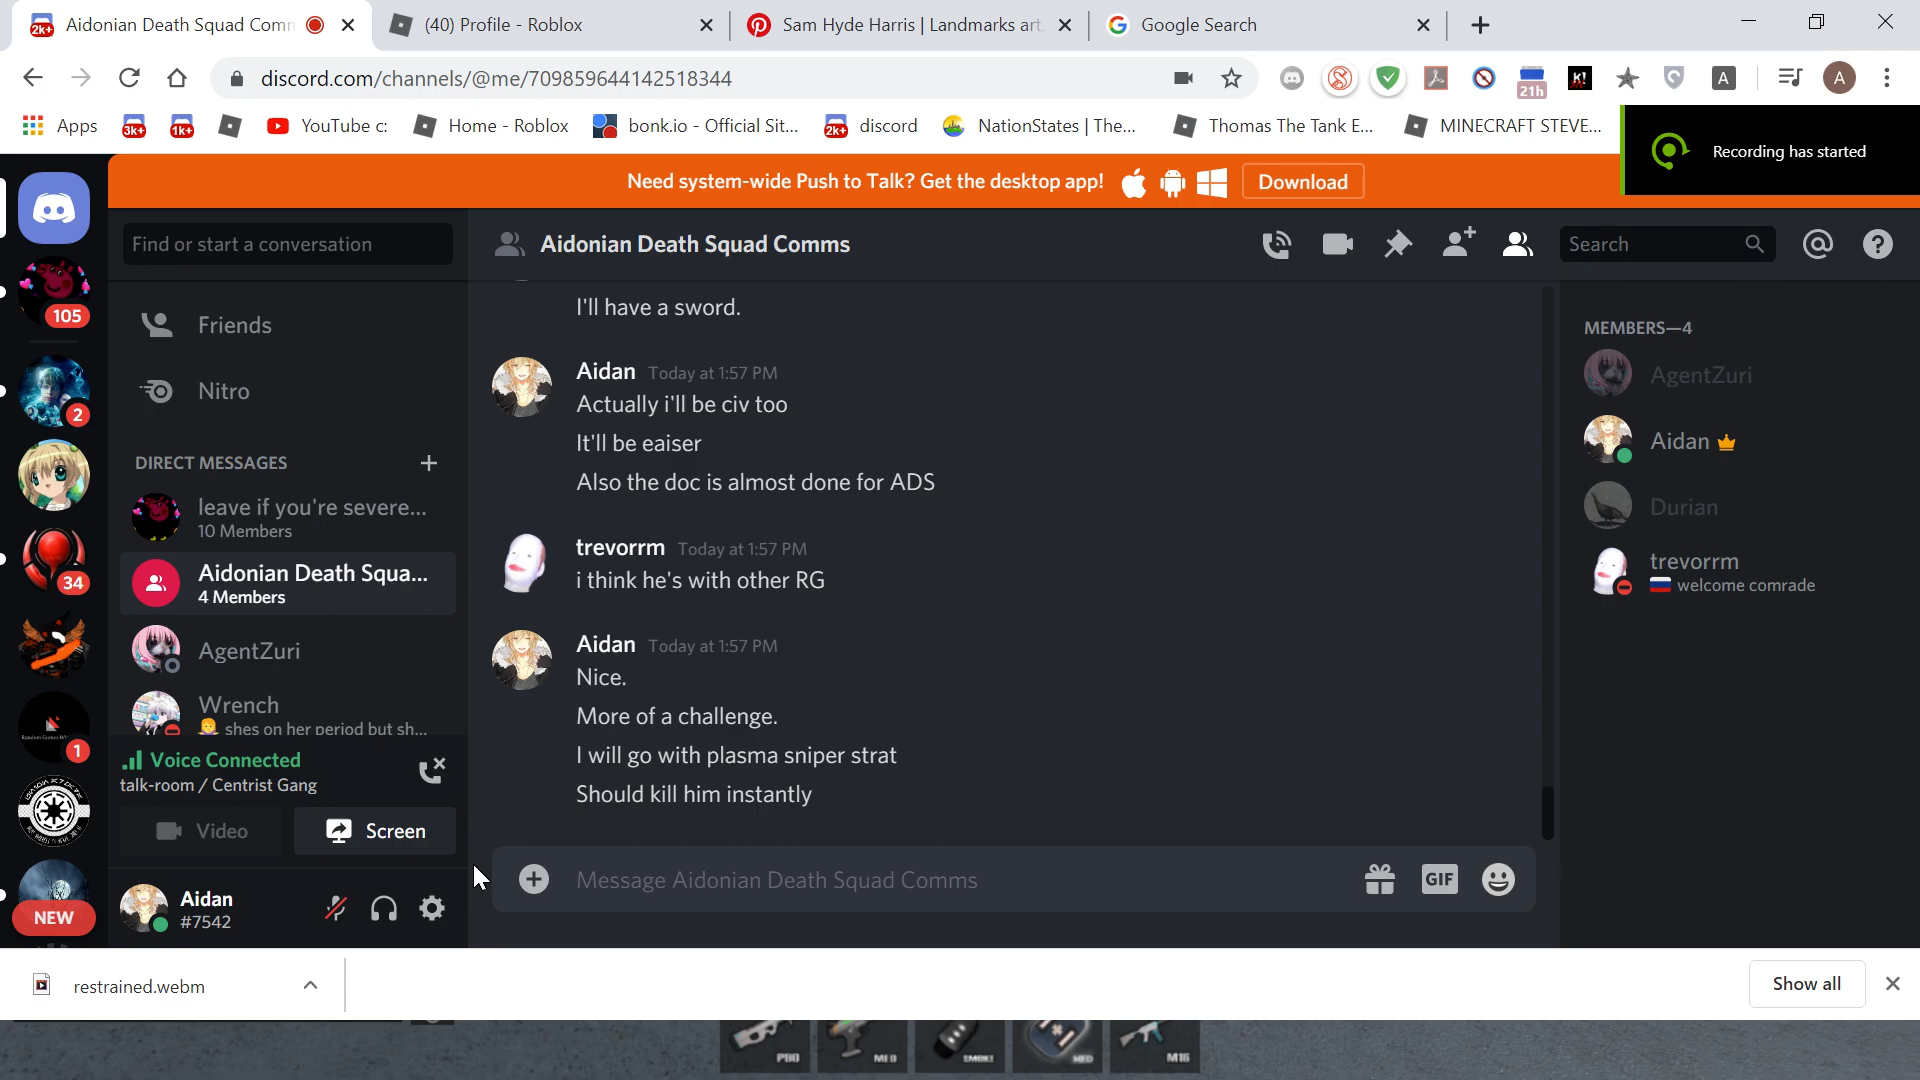 Aidonian Death Squad Comm
(40) Profile - Roblox
Sam Hyde Harris | Landmarks art,
Google Search
discord.com/channels/@me/709859644142518344
21h
K!
A
A
Apps
3k+
1k+
YouTube c:
Home - Roblox
bonk.io - Official Sit...
2k+
discord
NationStates | The...
Thomas The Tank E...
MINECRAFT STEVE...
Recording has started
Need system-wide Push to Talk? Get the desktop app!
Download
Find or start a conversation
Aidonian Death Squad Comms
Search
105
Friends
2
Nitro
DIRECT MESSAGES
leave if you're severe...
10 Members
34
Aidonian Death Squa...
4 Members
AgentZuri
Wrench
shes on her period but sh...
1
Voice Connected
talk-room / Centrist Gang
Video
Screen
Aidan
#7542
NEW
I'll have a sword.
Aidan Today at 1:57 PM
Actually i'll be civ too
It'll be eaiser
Also the doc is almost done for ADS
trevorrm Today at 1:57 PM
i think he's with other RG
Aidan Today at 1:57 PM
Nice.
More of a challenge.
I will go with plasma sniper strat
Should kill him instantly
Message Aidonian Death Squad Comms
GIF
MEMBERS—4
AgentZuri
Aidan
Durian
trevorrm
welcome comrade
restrained.webm
Show all
P90
SMOKE
MED
M16